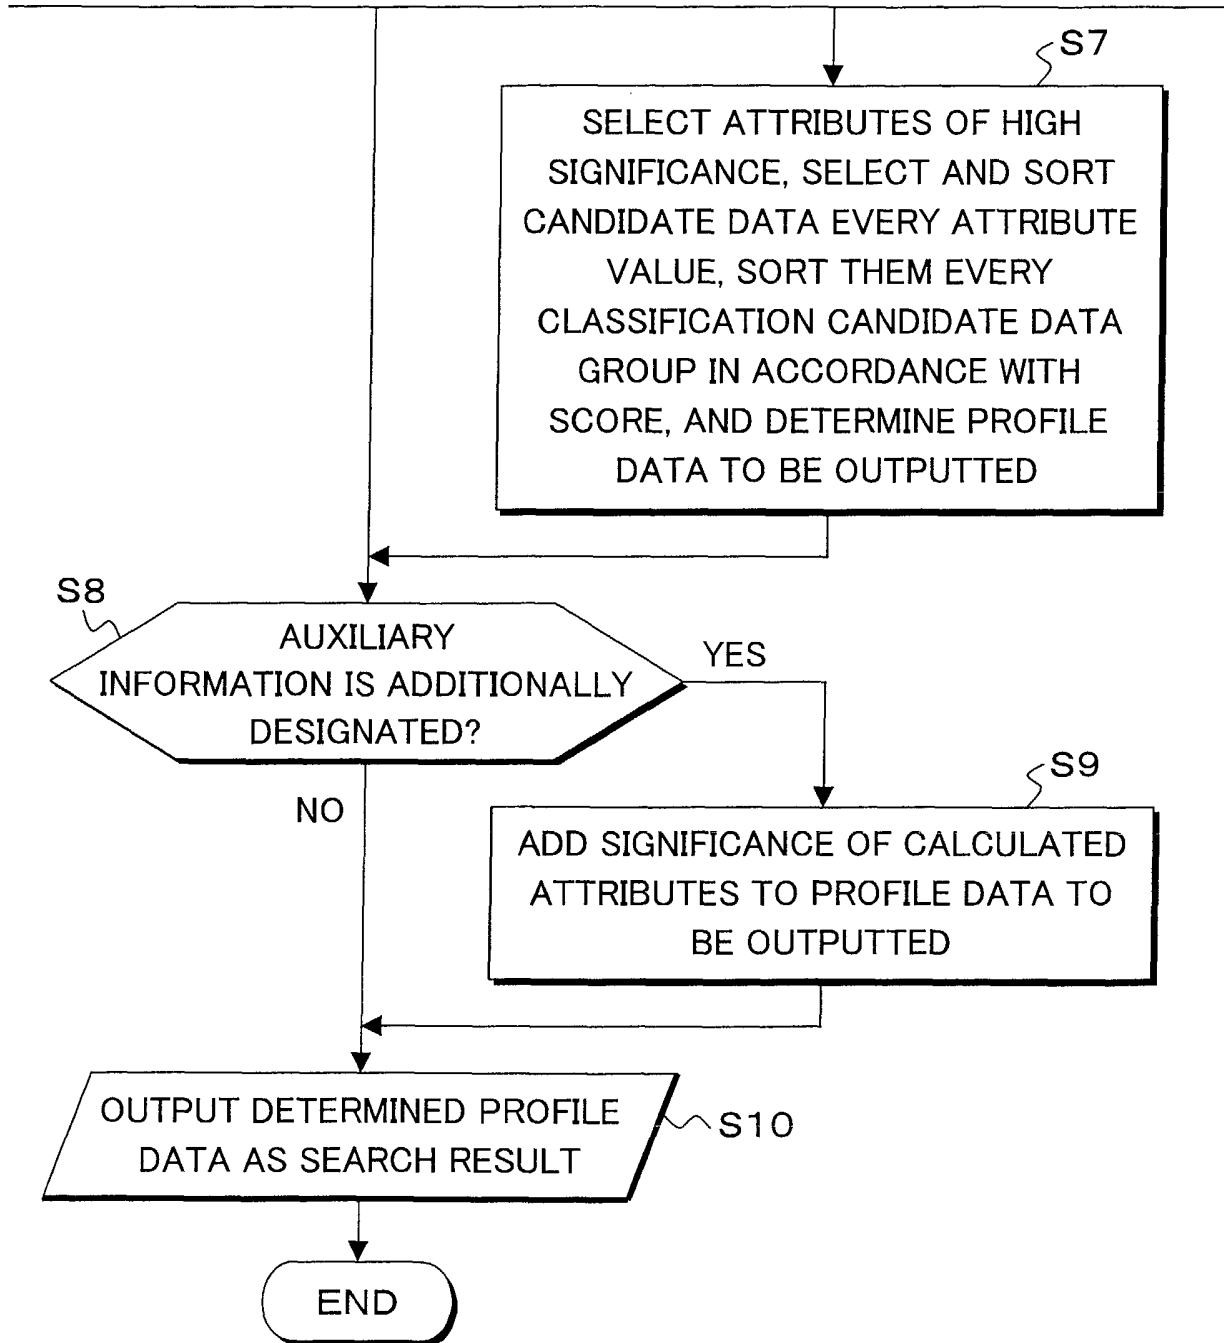 S7
SELECT ATTRIBUTES OF HIGH
SIGNIFICANCE, SELECT AND SORT
CANDIDATE DATA EVERY ATTRIBUTE
VALUE, SORT THEM EVERY
CLASSIFICATION CANDIDATE DATA
GROUP IN ACCORDANCE WITH
SCORE, AND DETERMINE PROFILE
DATA TO BE OUTPUTTED
S8
AUXILIARY
INFORMATION IS ADDITIONALLY
DESIGNATED?
YES
NO
S9
ADD SIGNIFICANCE OF CALCULATED
ATTRIBUTES TO PROFILE DATA TO
BE OUTPUTTED
OUTPUT DETERMINED PROFILE
DATA AS SEARCH RESULT
S10
END